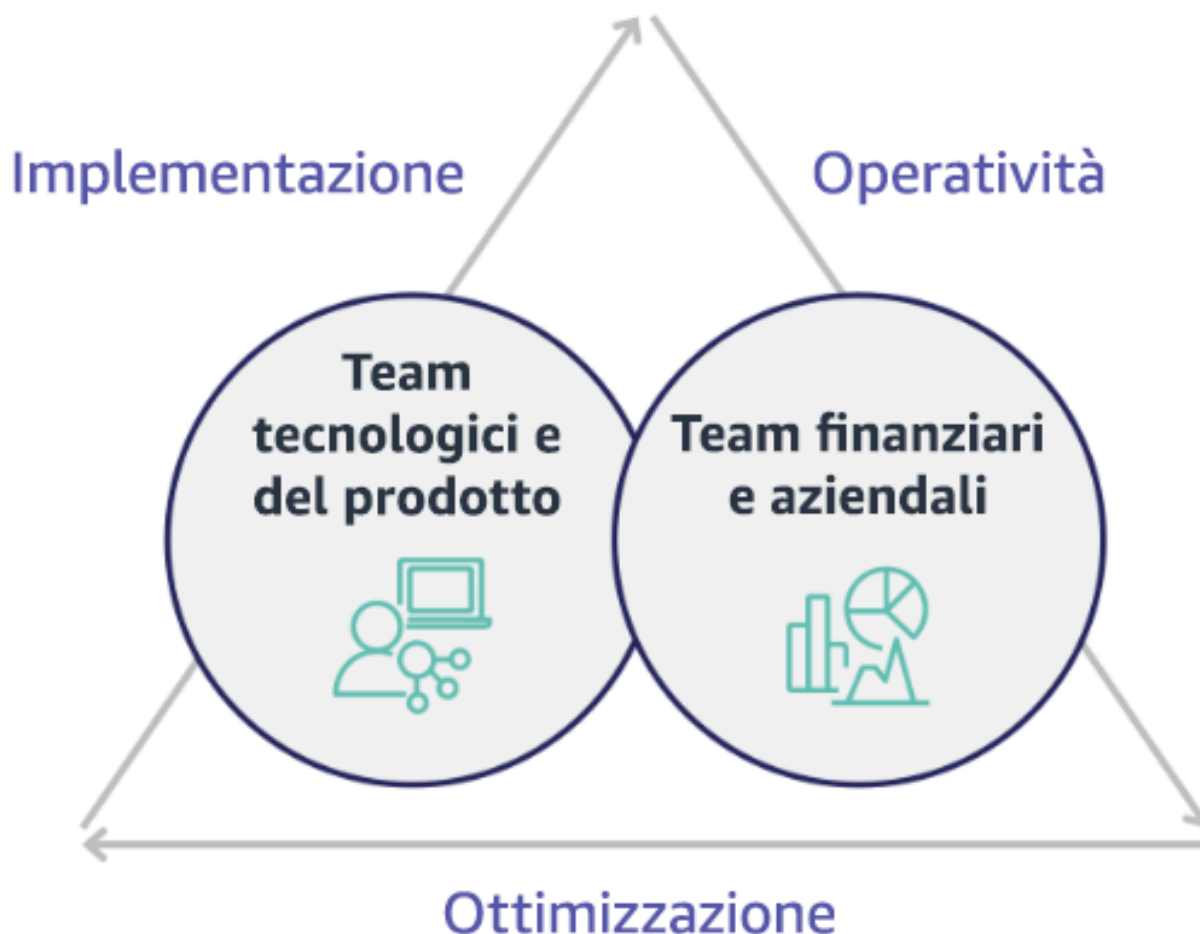 Implementazione
Operatività
Team
tecnologici e
del prodotto
Team finanziari
e aziendali
Ottimizzazione